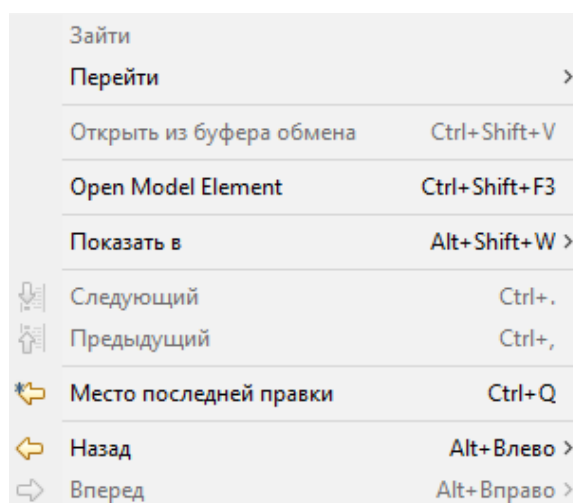 Зайти
Перейти >
Открыть из буфера обмена Ctrl+Shift+V
Open Model Element Ctrl+Shift+F3
Показать в Alt+Shift+W >
Следующий Ctrl+.
Предыдущий Ctrl+,
Место последней правки Ctrl+Q
Назад Alt+Влево >
Вперед Alt+Вправо >